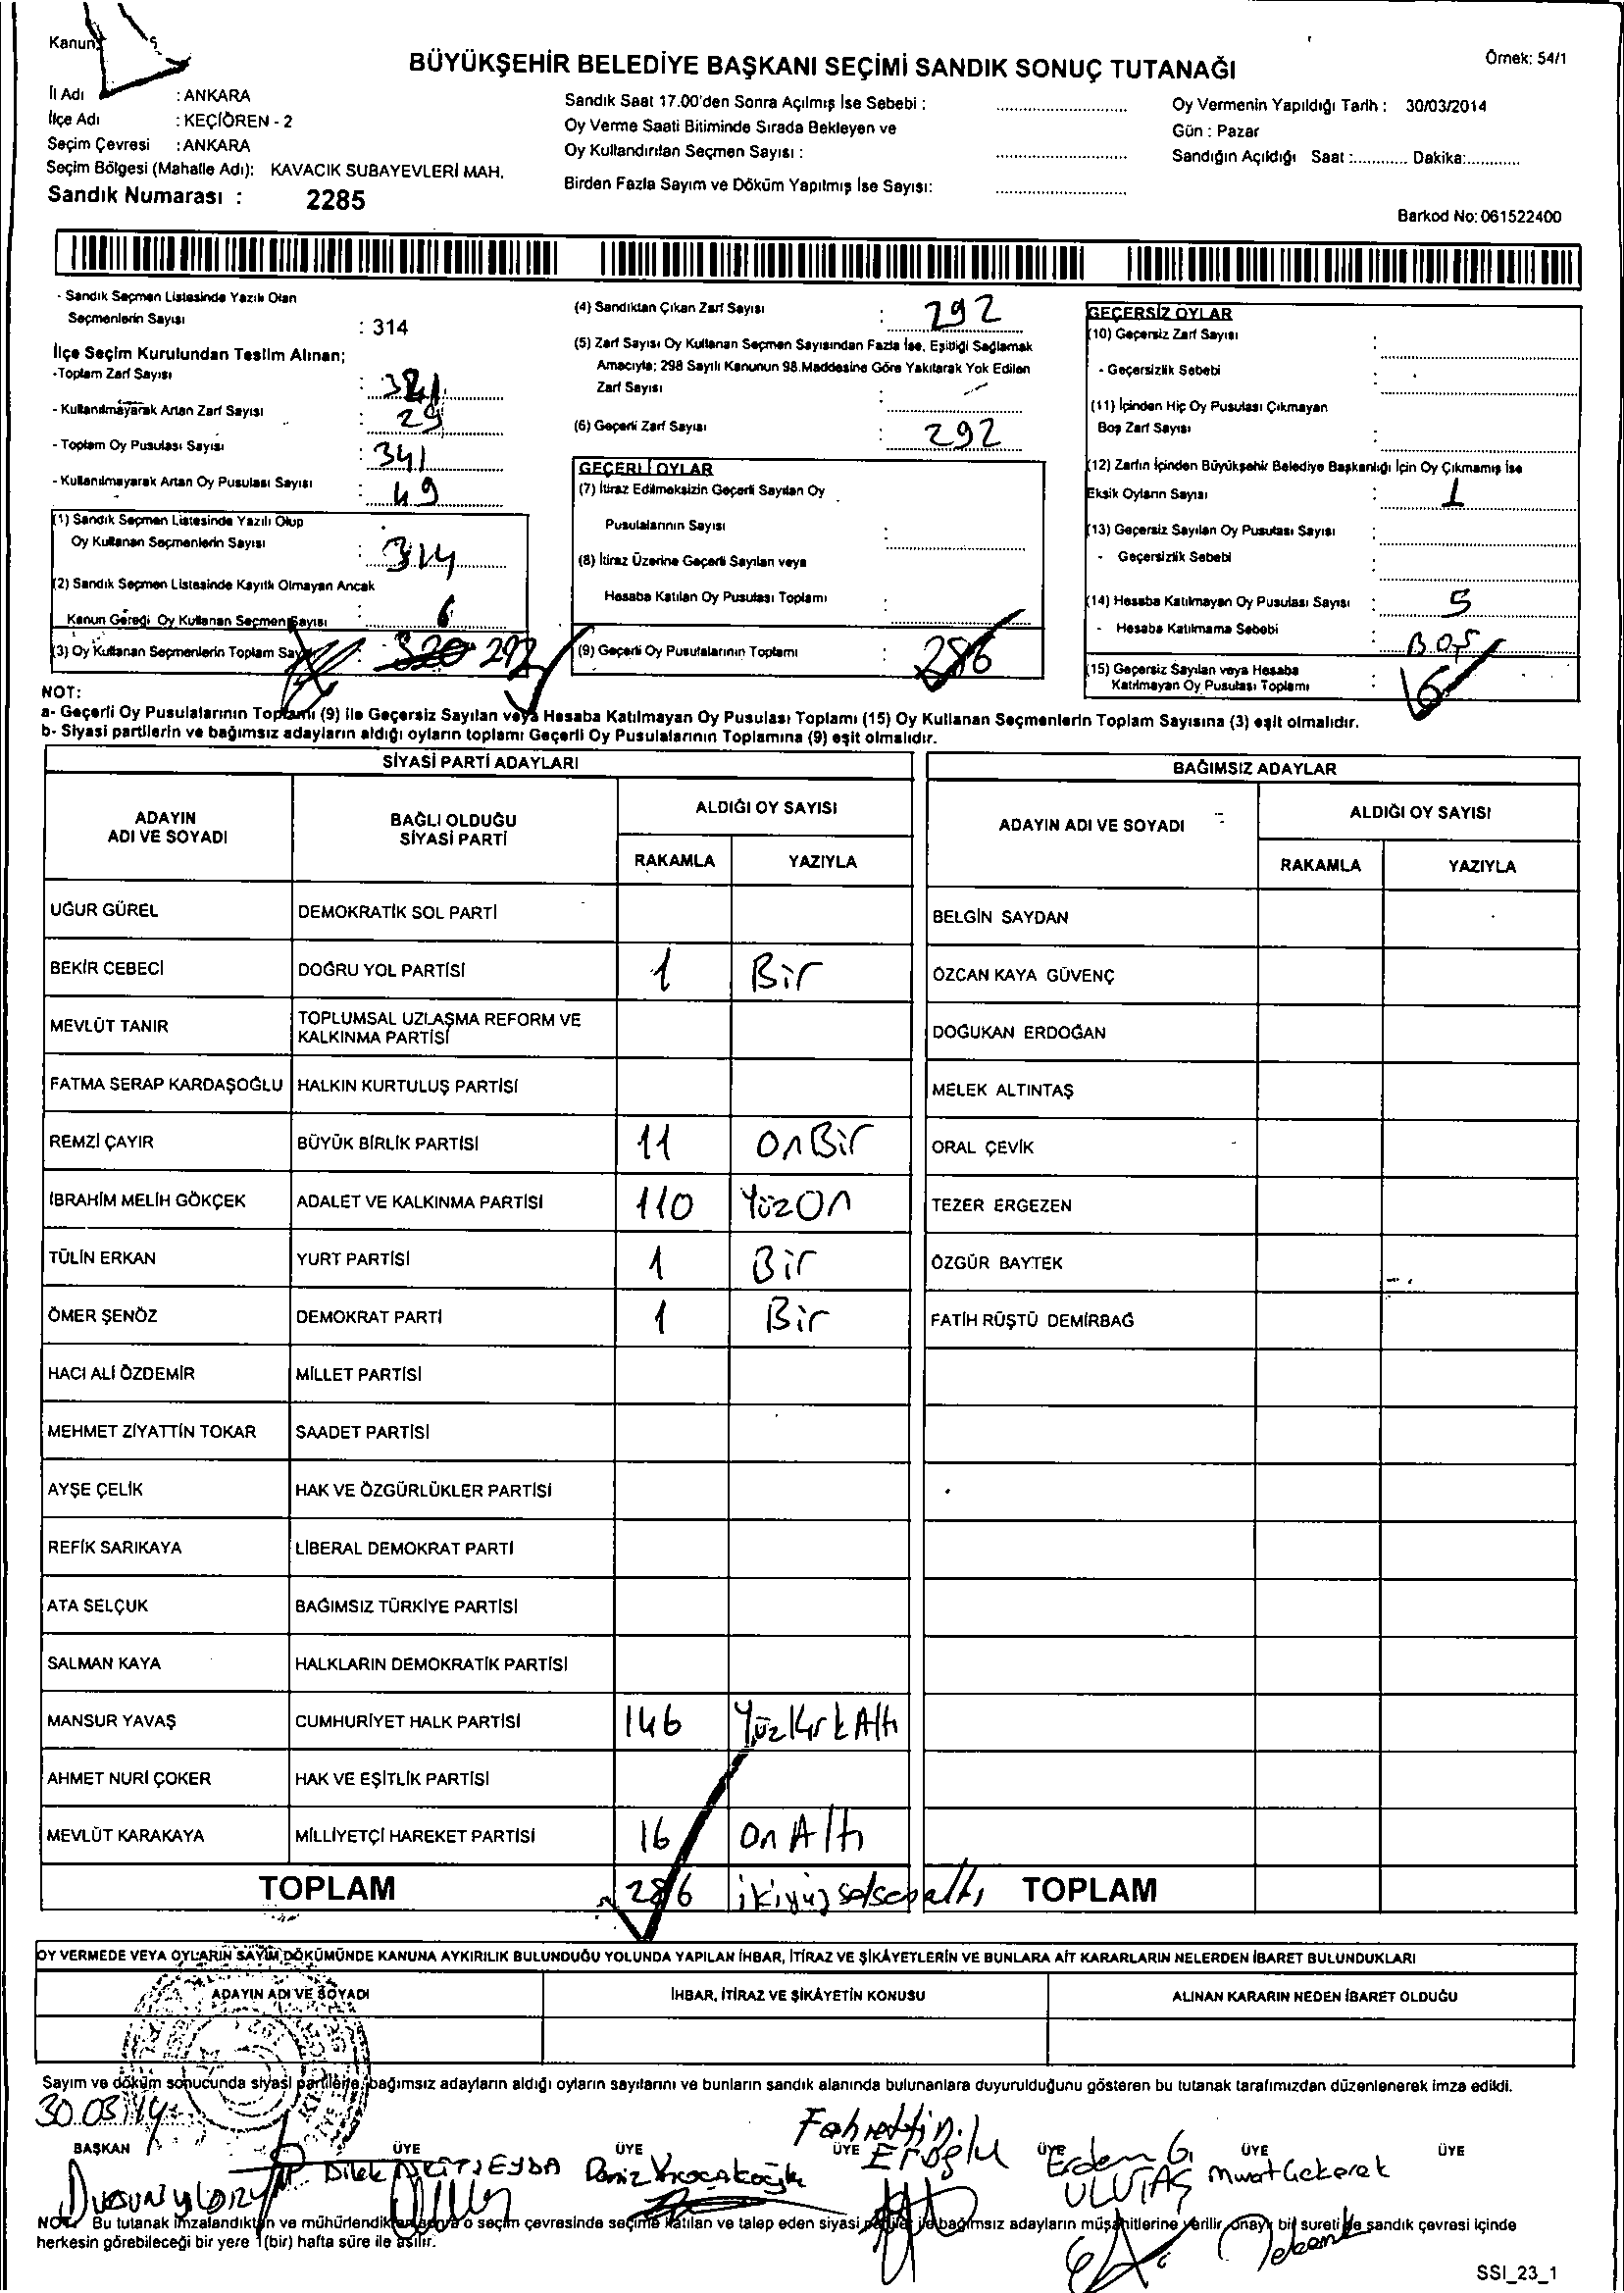 Kanun
BÜYÜKŞEHİR BELEDİYE BAŞKANI SEÇİMİ SANDIK SONUÇ TUTANAĞI
Örnek: 54/1
İl Adı : ANKARA
İlçe Adı : KEÇİÖREN - 2
Seçim Çevresi : ANKARA
Seçim Bölgesi (Mahalle Adı): KAVACIK SUBAYEVLERİ MAH.
Sandık Numarası : 2285
Sandık Saat 17.00'den Sonra Açılmış İse Sebebi :
Oy Verme Saati Bitiminde Sırada Bekleyen ve
Oy Kullandırılan Seçmen Sayısı :
Birden Fazla Sayım ve Döküm Yapılmış İse Sayısı:
Oy Vermenin Yapıldığı Tarih : 30/03/2014
Gün : Pazar
Sandığın Açıldığı Saat :............ Dakika:............
Barkod No: 061522400
- Sandık Seçmen Listesinde Yazılı Olan
Seçmenlerin Sayısı : 314
İlçe Seçim Kurulundan Teslim Alınan;
-Toplam Zarf Sayısı :
- Kullanılmayarak Artan Zarf Sayısı : 29
- Toplam Oy Pusulası Sayısı : 341
- Kullanılmayarak Artan Oy Pusulası Sayısı : 49
(1) Sandık Seçmen Listesinde Yazılı Olup
Oy Kullanan Seçmenlerin Sayısı : 314
(2) Sandık Seçmen Listesinde Kayıtlı Olmayan Ancak
Kanun Gereği Oy Kullanan Seçmen Sayısı : 6
(3) Oy Kullanan Seçmenlerin Toplam Say : 320 292
(4) Sandıktan Çıkan Zarf Sayısı : 292
(5) Zarf Sayısı Oy Kullanan Seçmen Sayısından Fazla İse, Eşitliği Sağlamak
Amacıyla; 298 Sayılı Kanunun 98.Maddesine Göre Yakılarak Yok Edilen
Zarf Sayısı : -
(6) Geçerli Zarf Sayısı : 292
GEÇERLİ OYLAR
(7) İtiraz Edilmeksizin Geçerli Sayılan Oy
Pusulalarının Sayısı :
(8) İtiraz Üzerine Geçerli Sayılan veya
Hesaba Katılan Oy Pusulası Toplamı :
(9) Geçerli Oy Pusulalarının Toplamı : 286
GEÇERSİZ OYLAR
(10) Geçersiz Zarf Sayısı :
- Geçersizlik Sebebi :
(11) İçinden Hiç Oy Pusulası Çıkmayan
Boş Zarf Sayısı :
(12) Zarfın İçinden Büyükşehir Belediye Başkanlığı İçin Oy Çıkmamış İse
Eksik Oyların Sayısı : 1
(13) Geçersiz Sayılan Oy Pusulası Sayısı :
- Geçersizlik Sebebi :
(14) Hesaba Katılmayan Oy Pusulası Sayısı : 5
- Hesaba Katılmama Sebebi : BOŞ
(15) Geçersiz Sayılan veya Hesaba
Katılmayan Oy Pusulası Toplamı : 6
NOT:
a- Geçerli Oy Pusulalarının Toplamı (9) ile Geçersiz Sayılan veya Hesaba Katılmayan Oy Pusulası Toplamı (15) Oy Kullanan Seçmenlerin Toplam Sayısına (3) eşit olmalıdır.
b- Siyasi partilerin ve bağımsız adayların aldığı oyların toplamı Geçerli Oy Pusulalarının Toplamına (9) eşit olmalıdır.
SİYASİ PARTİ ADAYLARI
ADAYIN ADI VE SOYADI
BAĞLI OLDUĞU SİYASİ PARTİ
ALDIĞI OY SAYISI
RAKAMLA YAZIYLA
UĞUR GÜREL DEMOKRATİK SOL PARTİ
BEKİR CEBECİ DOĞRU YOL PARTİSİ 1 Bir
MEVLÜT TANIR TOPLUMSAL UZLAŞMA REFORM VE KALKINMA PARTİSİ
FATMA SERAP KARDAŞOĞLU HALKIN KURTULUŞ PARTİSİ
REMZİ ÇAYIR BÜYÜK BİRLİK PARTİSİ 11 OnBir
İBRAHİM MELİH GÖKÇEK ADALET VE KALKINMA PARTİSİ 110 YüzOn
TÜLİN ERKAN YURT PARTİSİ 1 Bir
ÖMER ŞENÖZ DEMOKRAT PARTİ 1 Bir
HACI ALİ ÖZDEMİR MİLLET PARTİSİ
MEHMET ZİYATTİN TOKAR SAADET PARTİSİ
AYŞE ÇELİK HAK VE ÖZGÜRLÜKLER PARTİSİ
REFİK SARIKAYA LİBERAL DEMOKRAT PARTİ
ATA SELÇUK BAĞIMSIZ TÜRKİYE PARTİSİ
SALMAN KAYA HALKLARIN DEMOKRATİK PARTİSİ
MANSUR YAVAŞ CUMHURİYET HALK PARTİSİ 146 YüzKırkAltı
AHMET NURİ ÇOKER HAK VE EŞİTLİK PARTİSİ
MEVLÜT KARAKAYA MİLLİYETÇİ HAREKET PARTİSİ 16 OnAltı
TOPLAM 286 ikiyüzseksenaltı
BAĞIMSIZ ADAYLAR
ADAYIN ADI VE SOYADI
ALDIĞI OY SAYISI
RAKAMLA YAZIYLA
BELGİN SAYDAN
ÖZCAN KAYA GÜVENÇ
DOĞUKAN ERDOĞAN
MELEK ALTINTAŞ
ORAL ÇEVİK
TEZER ERGEZEN
ÖZGÜR BAYTEK
FATİH RÜŞTÜ DEMİRBAĞ
TOPLAM
OY VERMEDE VEYA OYLARIN SAYIM DÖKÜMÜNDE KANUNA AYKIRILIK BULUNDUĞU YOLUNDA YAPILAN İHBAR, İTİRAZ VE ŞİKÂYETLERİN VE BUNLARA AİT KARARLARIN NELERDEN İBARET BULUNDUKLARI
ADAYIN ADI VE SOYADI
İHBAR, İTİRAZ VE ŞİKÂYETİN KONUSU
ALINAN KARARIN NEDEN İBARET OLDUĞU
Sayım ve döküm sonucunda siyasi partilerle, bağımsız adayların aldığı oyların sayılarını ve bunların sandık alanında bulunanlara duyurulduğunu gösteren bu tutanak tarafımızdan düzenlenerek imza edildi.
30.03.14
BAŞKAN ÜYE ÜYE ÜYE ÜYE ÜYE ÜYE
Dilek
Deniz
Fahrettin
Eroğlu
Erdem G.
ULUTAŞ
Murat
NOT: Bu tutanak imzalandıktan ve mühürlendikten sonra o seçim çevresinde seçime katılan ve talep eden siyasi partiler ve bağımsız adayların müşahitlerine verilir, onaylı bir sureti de sandık çevresi içinde
herkesin görebileceği bir yere 1(bir) hafta süre ile asılır.
SSI_23_1